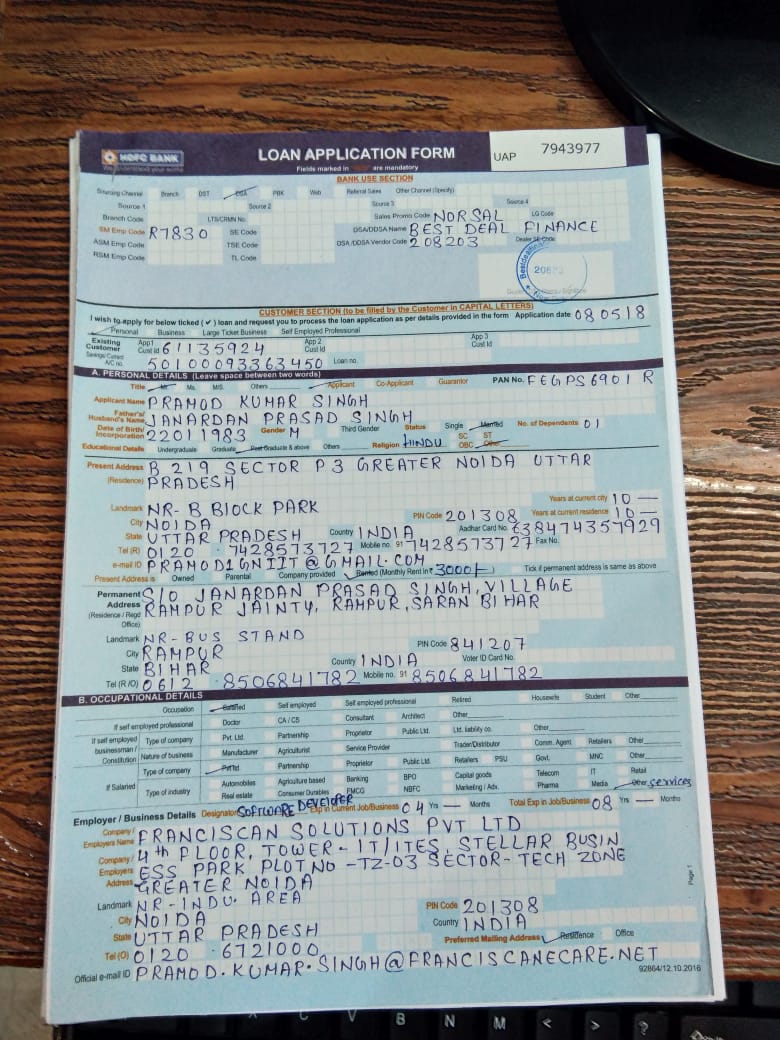 HDFC BANK
We understand your world
LOAN APPLICATION FORM
UAP 7943977
Fields marked in are mandatory
BANK USE SECTION
Sourcing Channel Branch DST DSA PBK Web Referral Sales Other Channel (Specify)
Source 1 Source 2 Source 3 Source 4
Branch Code LTS/CRMN No. Sales Promo Code NORSAL LG Code
SM Emp Code R7830 SE Code DSA/DDSA Name BEST DEAL FINANCE
ASM Emp Code TSE Code DSA/DDSA Vendor Code 208203 Dealer SE Code
RSM Emp Code TL Code
CUSTOMER SECTION (to be filled by the Customer in CAPITAL LETTERS)
I wish to apply for below ticked ( ✓ ) loan and request you to process the loan application as per details provided in the form Application date 080518
Personal Business Large Ticket Business Self Employed Professional
Existing Customer App1 Cust Id 61135924 App 2 Cust Id App 3 Cust Id
Savings/Current A/C no. 50100093363450 Loan no.
A. PERSONAL DETAILS (Leave space between two words)
Title Mr. Ms. M/S. Others Applicant Co-Applicant Guarantor PAN No. FEGPS6901R
Applicant Name PRAMOD KUMAR SINGH
Father's/ Husband's Name JANARDAN PRASAD SINGH
Date of Birth/ Incorporation 22011983 Gender M Third Gender Status Single Married No. of Dependents 01
Educational Details Undergraduate Graduate Post Graduate & above Others Religion HINDU SC ST OBC Other
Present Address B 219 SECTOR P3 GREATER NOIDA UTTAR
(Residence) PRADESH
Landmark NR- B BLOCK PARK Years at current city 10 —
City NOIDA PIN Code 201308 Years at current residence 10 —
State UTTAR PRADESH Country INDIA Aadhar Card No. 638474357929
Tel (R) 0120 - 7428573727 Mobile no. 91 7428573727 Fax No.
e-mail ID PRAMOD1GNIIT@GMAIL.COM
Present Address is Owned Parental Company provided Rented (Monthly Rent in ₹ 3000/-) Tick if permanent address is same as above
Permanent S/O JANARDAN PRASAD SINGH, VILLAGE
Address RAMPUR JAINTY, RAMPUR, SARAN BIHAR
(Residence / Regd Office)
Landmark NR- BUS STAND
City RAMPUR PIN Code 841207
State BIHAR Country INDIA Voter ID Card No.
Tel (R/O) 0612 - 8506841782 Mobile no. 91 8506841782
B. OCCUPATIONAL DETAILS
Occupation Salaried Self employed Self employed professional Retired Housewife Student Other
If self employed professional Doctor CA / CS Consultant Architect Other
If self employed businessman / Constitution Type of company Pvt. Ltd. Partnership Proprietor Public Ltd. Ltd. liability co. Other
Nature of business Manufacturer Agriculturist Service Provider Trader/Distributor Comm. Agent Retailers Other
If Salaried Type of company Pvt ltd Partnership Proprietor Public Ltd. Retailers PSU Govt. MNC Other
Type of industry Automobiles Agriculture based Banking BPO Capital goods Telecom IT Retail
Real estate Consumer Durables FMCG NBFC Marketing / Adv. Pharma Media Other services
Employer / Business Details Designation SOFTWARE DEVELOPER Exp in Current Job/Business 04 Yrs — Months Total Exp in Job/Business 08 Yrs — Months
Company / Employers Name FRANCISCAN SOLUTIONS PVT LTD
Company / Employers Address 4th FLOOR, TOWER- IT/ITES, STELLAR BUSIN
ESS PARK PLOT NO -TZ-03 SECTOR- TECH ZONE
GREATER NOIDA
Landmark NR- INDU. AREA
City NOIDA PIN Code 201308
State UTTAR PRADESH Country INDIA
Tel (O) 0120 - 6721000 Preferred Mailing Address Residence Office
Official e-mail ID PRAMOD.KUMAR.SINGH@FRANCISCANECARE.NET
92864/12.10.2016
Page 1
C V B N M < > ?